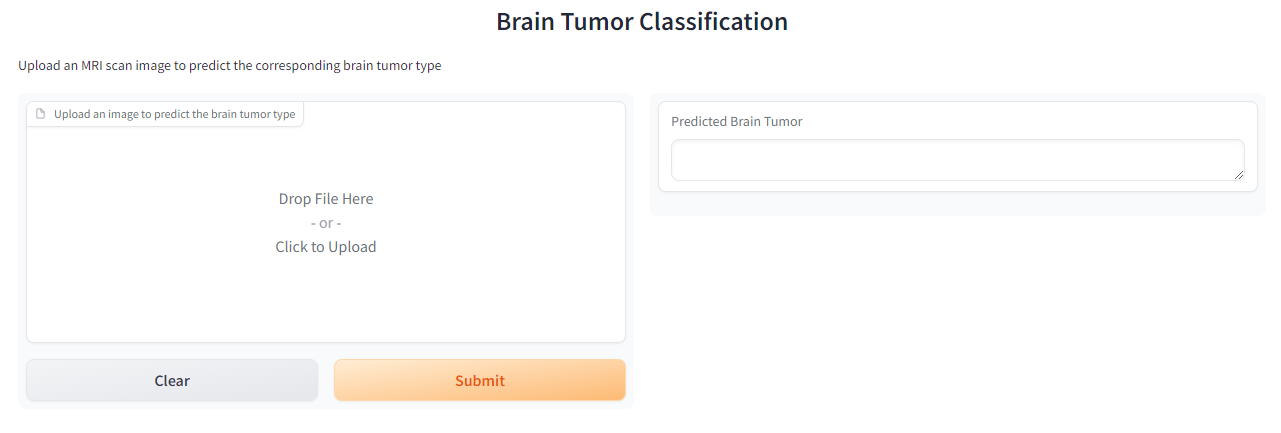 Brain Tumor Classification
Upload an MRI scan image to predict the corresponding brain tumor type
Upload an image to predict the brain tumor type
Drop File Here
- or -
Click to Upload
Clear
Submit
Predicted Brain Tumor